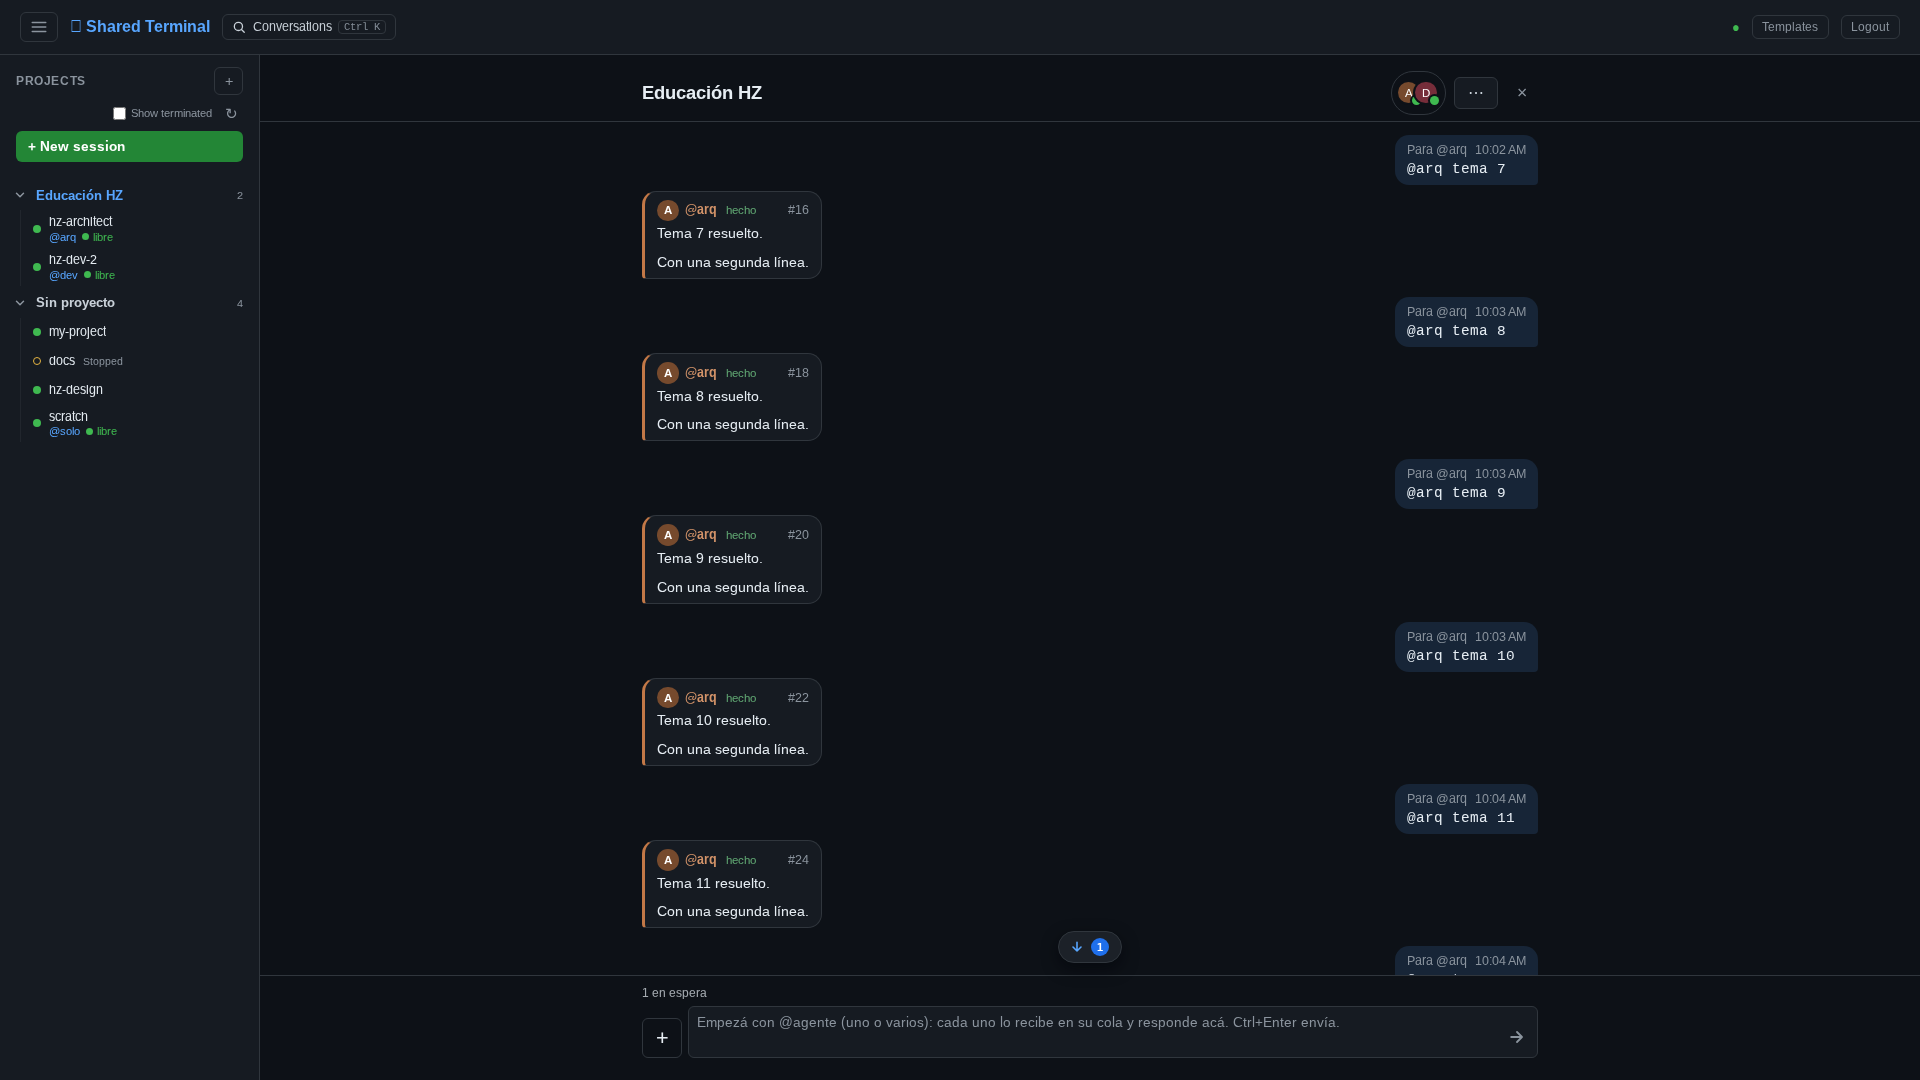 Shared Terminal
Conversations Ctrl K
Templates
Logout
PROJECTS
+
Show terminated
+ New session
Educación HZ 2
hz-architect
@arq libre
hz-dev-2
@dev libre
Sin proyecto 4
my-project
docs Stopped
hz-design
scratch
@solo libre
Educación HZ
A D
Para @arq 10:02 AM
@arq tema 7
A @arq hecho #16
Tema 7 resuelto.
Con una segunda línea.
Para @arq 10:03 AM
@arq tema 8
A @arq hecho #18
Tema 8 resuelto.
Con una segunda línea.
Para @arq 10:03 AM
@arq tema 9
A @arq hecho #20
Tema 9 resuelto.
Con una segunda línea.
Para @arq 10:03 AM
@arq tema 10
A @arq hecho #22
Tema 10 resuelto.
Con una segunda línea.
Para @arq 10:04 AM
@arq tema 11
A @arq hecho #24
Tema 11 resuelto.
Con una segunda línea.
1
Para @arq 10:04 AM
1 en espera
+
Empezá con @agente (uno o varios): cada uno lo recibe en su cola y responde acá. Ctrl+Enter envía.